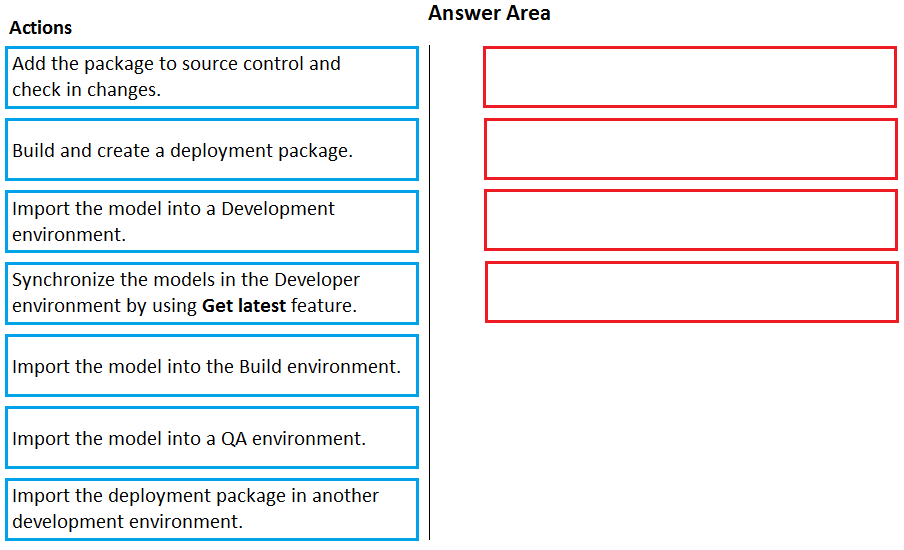 Answer Area
Actions
Add the package to source control and
check in changes.
Build and create a deployment package.
Import the model into a Development
environment.
Synchronize the models in the Developer
environment by using Get latest feature.
Import the model into the Build environment.
Import the model into a QA environment.
Import the deployment package in another
development environment.